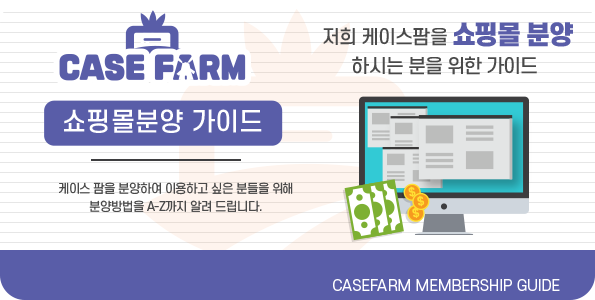 CASE FARM
쇼핑몰분양 가이드
케이스 팜을 분양하여 이용하고 싶은 분들을 위해
분양방법을 A-Z까지 알려 드립니다.
저희 케이스팜을 쇼핑몰 분양
하시는 분을 위한 가이드
$
$
$
$
$
CASEFARM MEMBERSHIP GUIDE